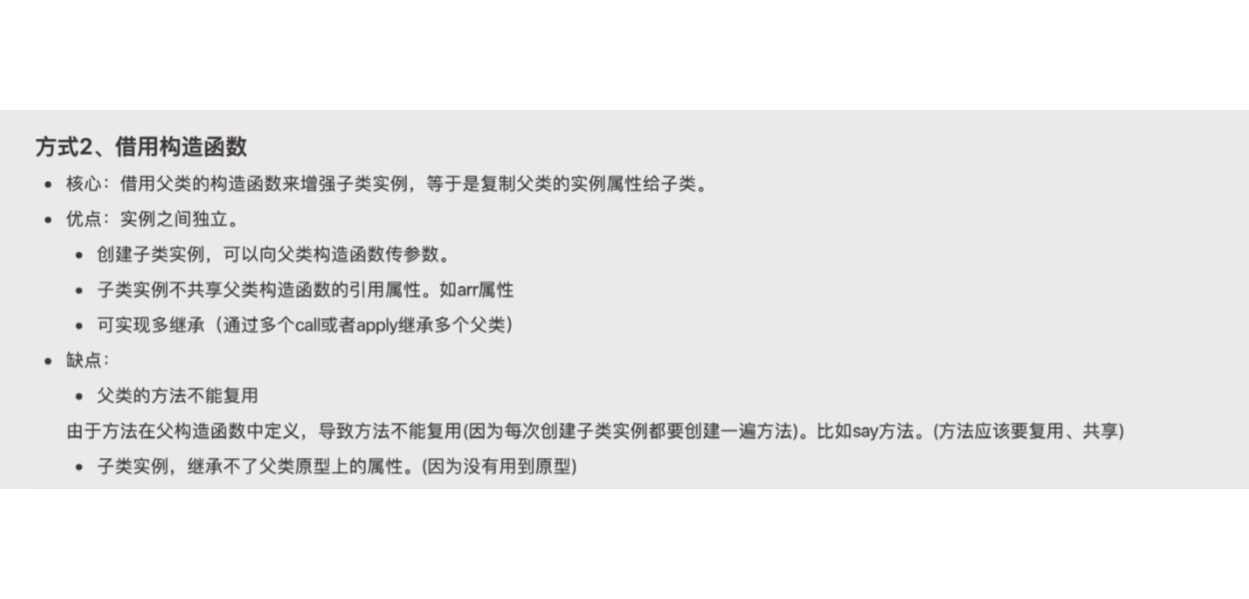 方式2、借用构造函数
• 核心：借用父类的构造函数来增强子类实例，等于是复制父类的实例属性给子类。
• 优点：实例之间独立。
• 创建子类实例，可以向父类构造函数传参数。
• 子类实例不共享父类构造函数的引用属性。如arr属性
• 可实现多继承（通过多个call或者apply继承多个父类）
• 缺点：
• 父类的方法不能复用
由于方法在父构造函数中定义，导致方法不能复用(因为每次创建子类实例都要创建一遍方法)。比如say方法。(方法应该要复用、共享)
• 子类实例，继承不了父类原型上的属性。(因为没有用到原型)